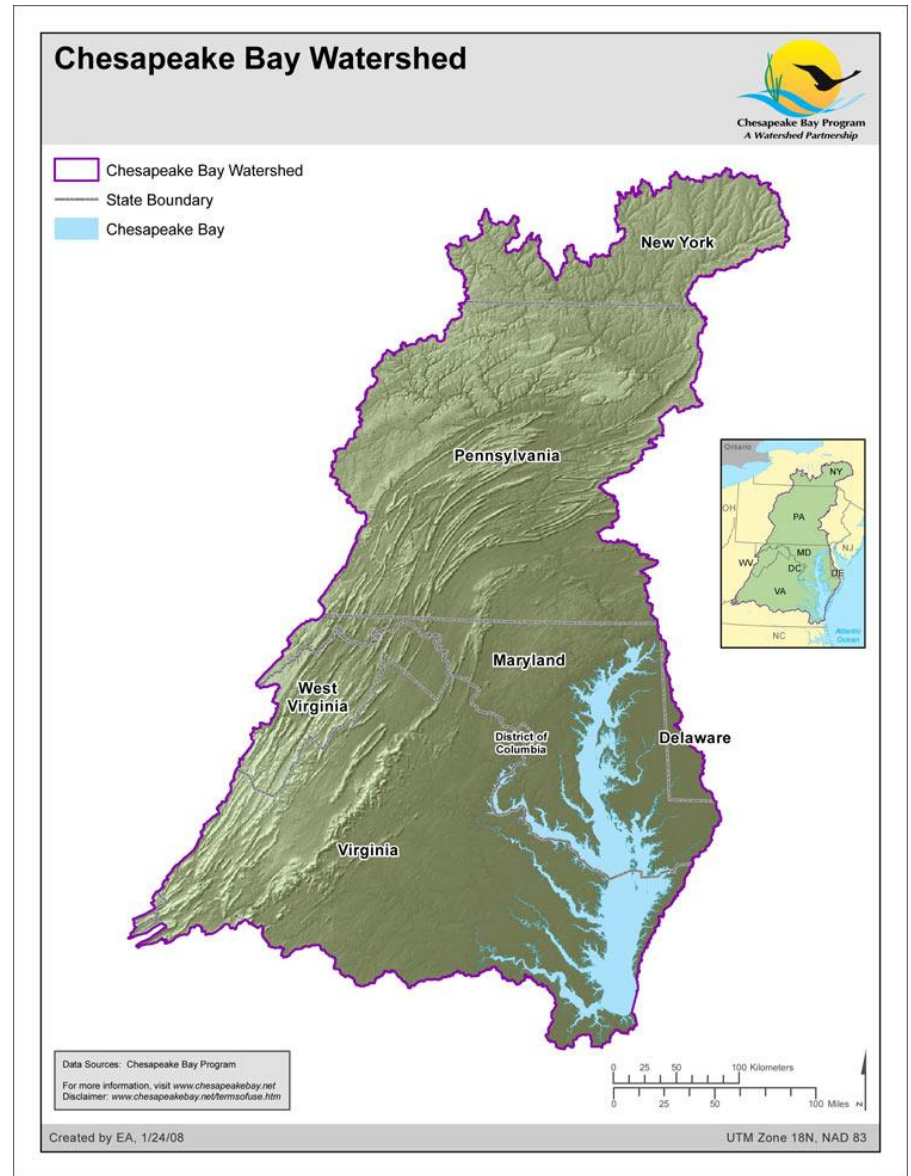 Chesapeake Bay Watershed
Chesapeake Bay Program
A Watershed Partnership
Chesapeake Bay Watershed
State Boundary
Chesapeake Bay
New York
Pennsylvania
Maryland
West
Virginia
District of
Columbia
Delaware
Virginia
Ontario
NY
OH
PA
NJ
MD
WV
DC
DE
VA
NC
Atlantic
Ocean
Data Sources: Chesapeake Bay Program
For more information, visit www.chesapeakebay.net
Disclaimer: www.chesapeakebay.net/termsofuse.htm
0 25 50 100 Kilometers
0 25 50 100 Miles
N
Created by EA, 1/24/08
UTM Zone 18N, NAD 83